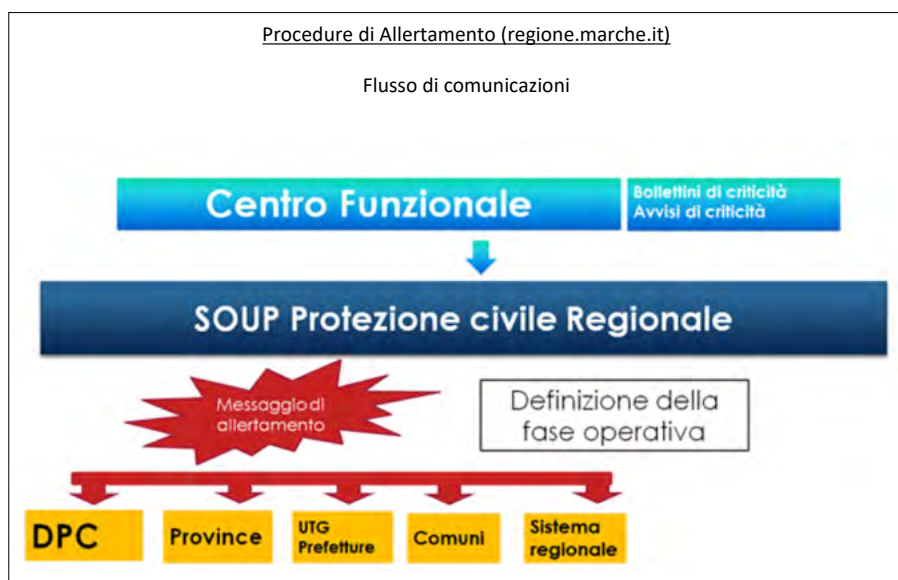 Procedure di Allertamento (regione.marche.it)
Flusso di comunicazioni
Centro Funzionale
Bollettini di criticità
Avvisi di criticità
SOUP Protezione civile Regionale
Messaggio di
allertamento
Definizione della
fase operativa
DPC
Province
UTG
Prefetture
Comuni
Sistema
regionale